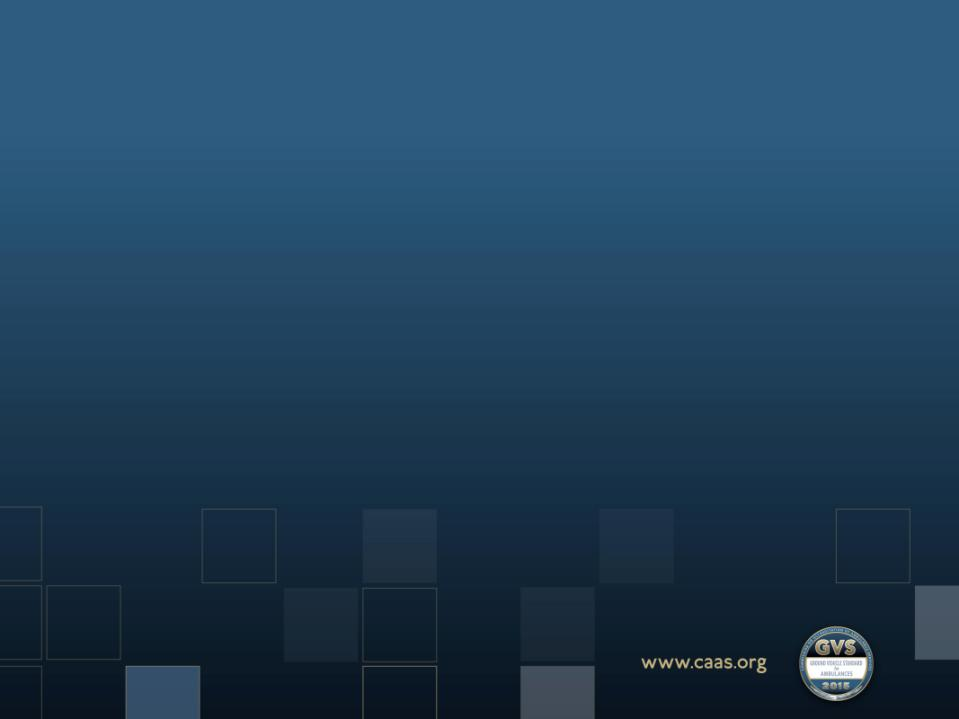 www.caas.org
GVS
GROUND VEHICLE STANDARD
for
AMBULANCES
2015